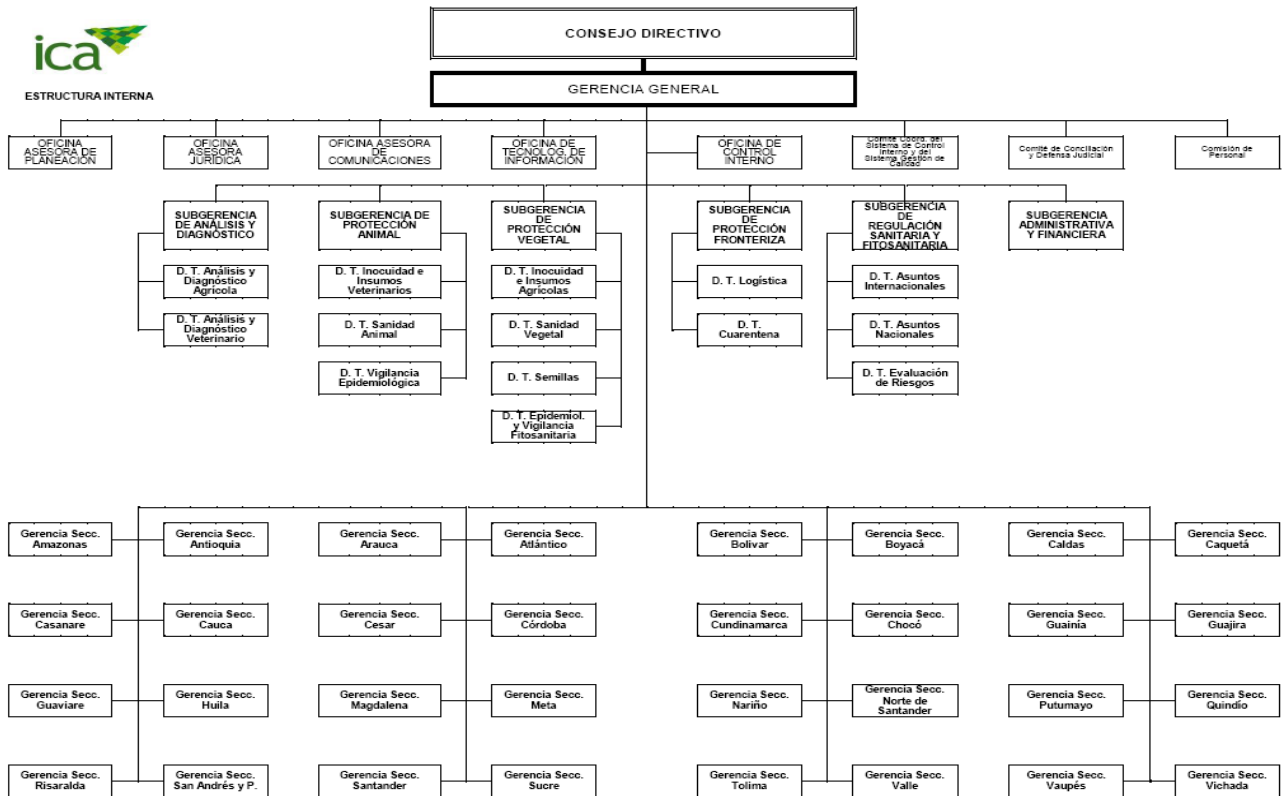 ica
ESTRUCTURA INTERNA
CONSEJO DIRECTIVO
GERENCIA GENERAL
OFICINA
ASESORA DE
PLANEACIÓN
OFICINA
ASESORA
JURÍDICA
OFICINA ASESORA
DE
COMUNICACIONES
OFICINA DE
TECNOLOG. DE
INFORMACIÓN
OFICINA DE
CONTROL
INTERNO
Comité Coord. del
Sistema de Control
Interno y del
Sistema Gestión de
Calidad
Comité de Conciliación
y Defensa Judicial
Comisión de
Personal
SUBGERENCIA
DE ANÁLISIS Y
DIAGNÓSTICO
SUBGERENCIA DE
PROTECCIÓN
ANIMAL
SUBGERENCIA
DE
PROTECCIÓN
VEGETAL
SUBGERENCIA
DE
PROTECCIÓN
FRONTERIZA
SUBGERENCIA
DE
REGULACIÓN
SANITARIA Y
FITOSANITARIA
SUBGERENCIA
ADMINISTRATIVA
Y FINANCIERA
D. T. Análisis y
Diagnóstico
Agrícola
D. T. Inocuidad e
Insumos
Veterinarios
D. T. Inocuidad
e Insumos
Agrícolas
D. T. Logística
D. T. Asuntos
Internacionales
D. T. Análisis y
Diagnóstico
Veterinario
D. T. Sanidad
Animal
D. T. Sanidad
Vegetal
D. T.
Cuarentena
D. T. Asuntos
Nacionales
D. T. Vigilancia
Epidemiológica
D. T. Semillas
D. T. Evaluación
de Riesgos
D. T. Epidemiol.
y Vigilancia
Fitosanitaria
Gerencia Secc.
Amazonas
Gerencia Secc.
Antioquia
Gerencia Secc.
Arauca
Gerencia Secc.
Atlántico
Gerencia Secc.
Bolivar
Gerencia Secc.
Boyacá
Gerencia Secc.
Caldas
Gerencia Secc.
Caquetá
Gerencia Secc.
Casanare
Gerencia Secc.
Cauca
Gerencia Secc.
Cesar
Gerencia Secc.
Córdoba
Gerencia Secc.
Cundinamarca
Gerencia Secc.
Chocó
Gerencia Secc.
Guainía
Gerencia Secc.
Guajira
Gerencia Secc.
Guaviare
Gerencia Secc.
Huila
Gerencia Secc.
Magdalena
Gerencia Secc.
Meta
Gerencia Secc.
Nariño
Gerencia Secc.
Norte de
Santander
Gerencia Secc.
Putumayo
Gerencia Secc.
Quindío
Gerencia Secc.
Risaralda
Gerencia Secc.
San Andrés y P.
Gerencia Secc.
Santander
Gerencia Secc.
Sucre
Gerencia Secc.
Tolima
Gerencia Secc.
Valle
Gerencia Secc.
Vaupés
Gerencia Secc.
Vichada